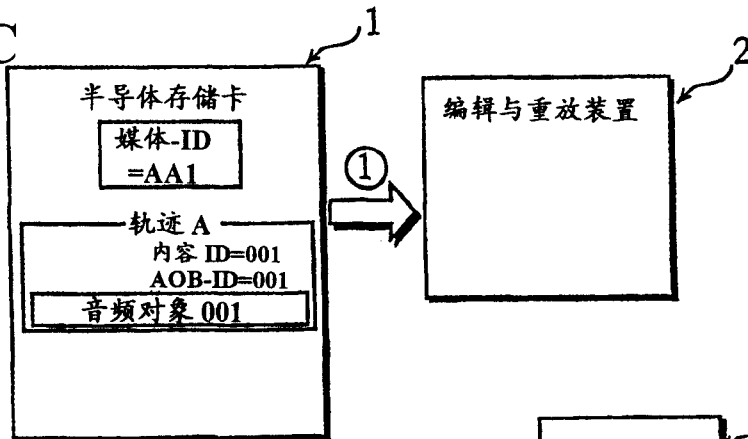 C
1
半导体存储卡
媒体-ID
=AA1
轨迹 A
内容 ID=001
AOB-ID=001
音频对象 001
①
2
编辑与重放装置